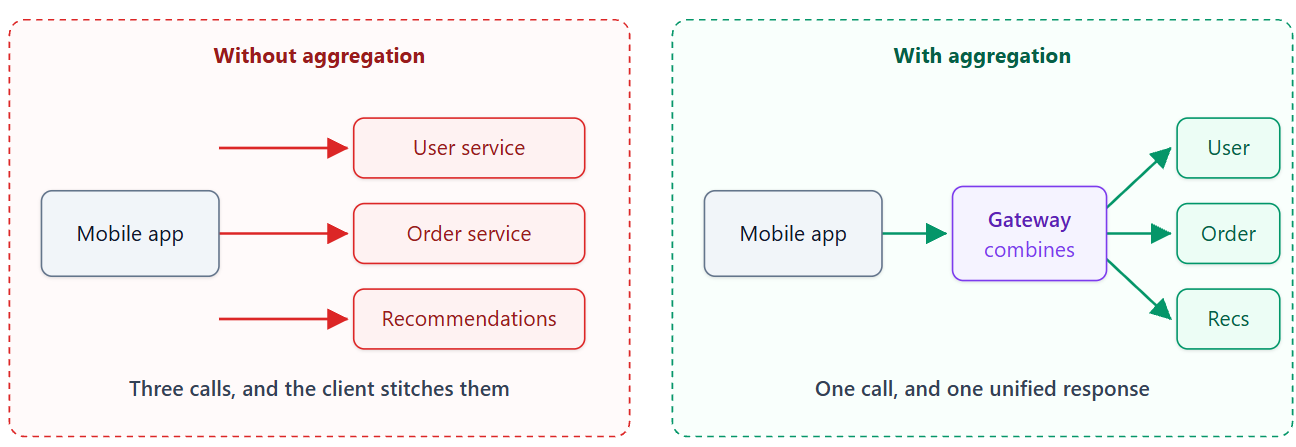 Without aggregation
User service
Mobile app
Order service
Recommendations
Three calls, and the client stitches them
With aggregation
User
Mobile app
Gateway
combines
Order
Recs
One call, and one unified response